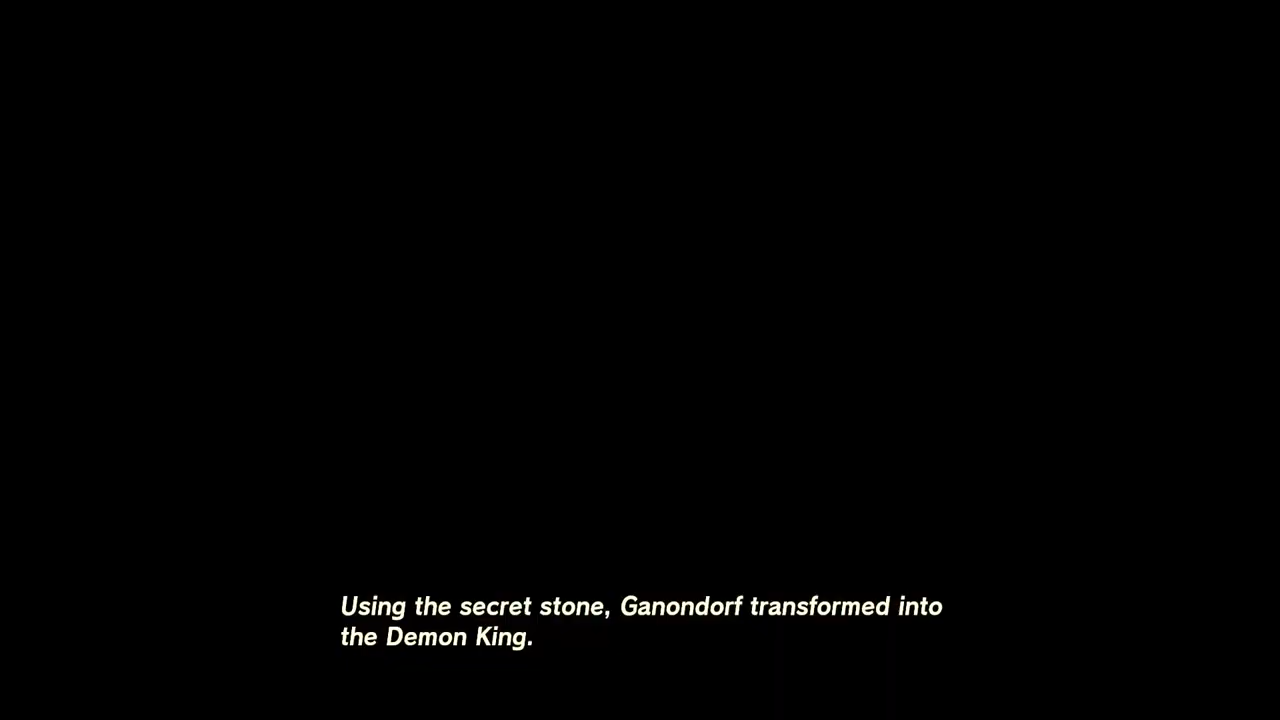 Using the secret stone, Ganondorf transformed into
the Demon King.